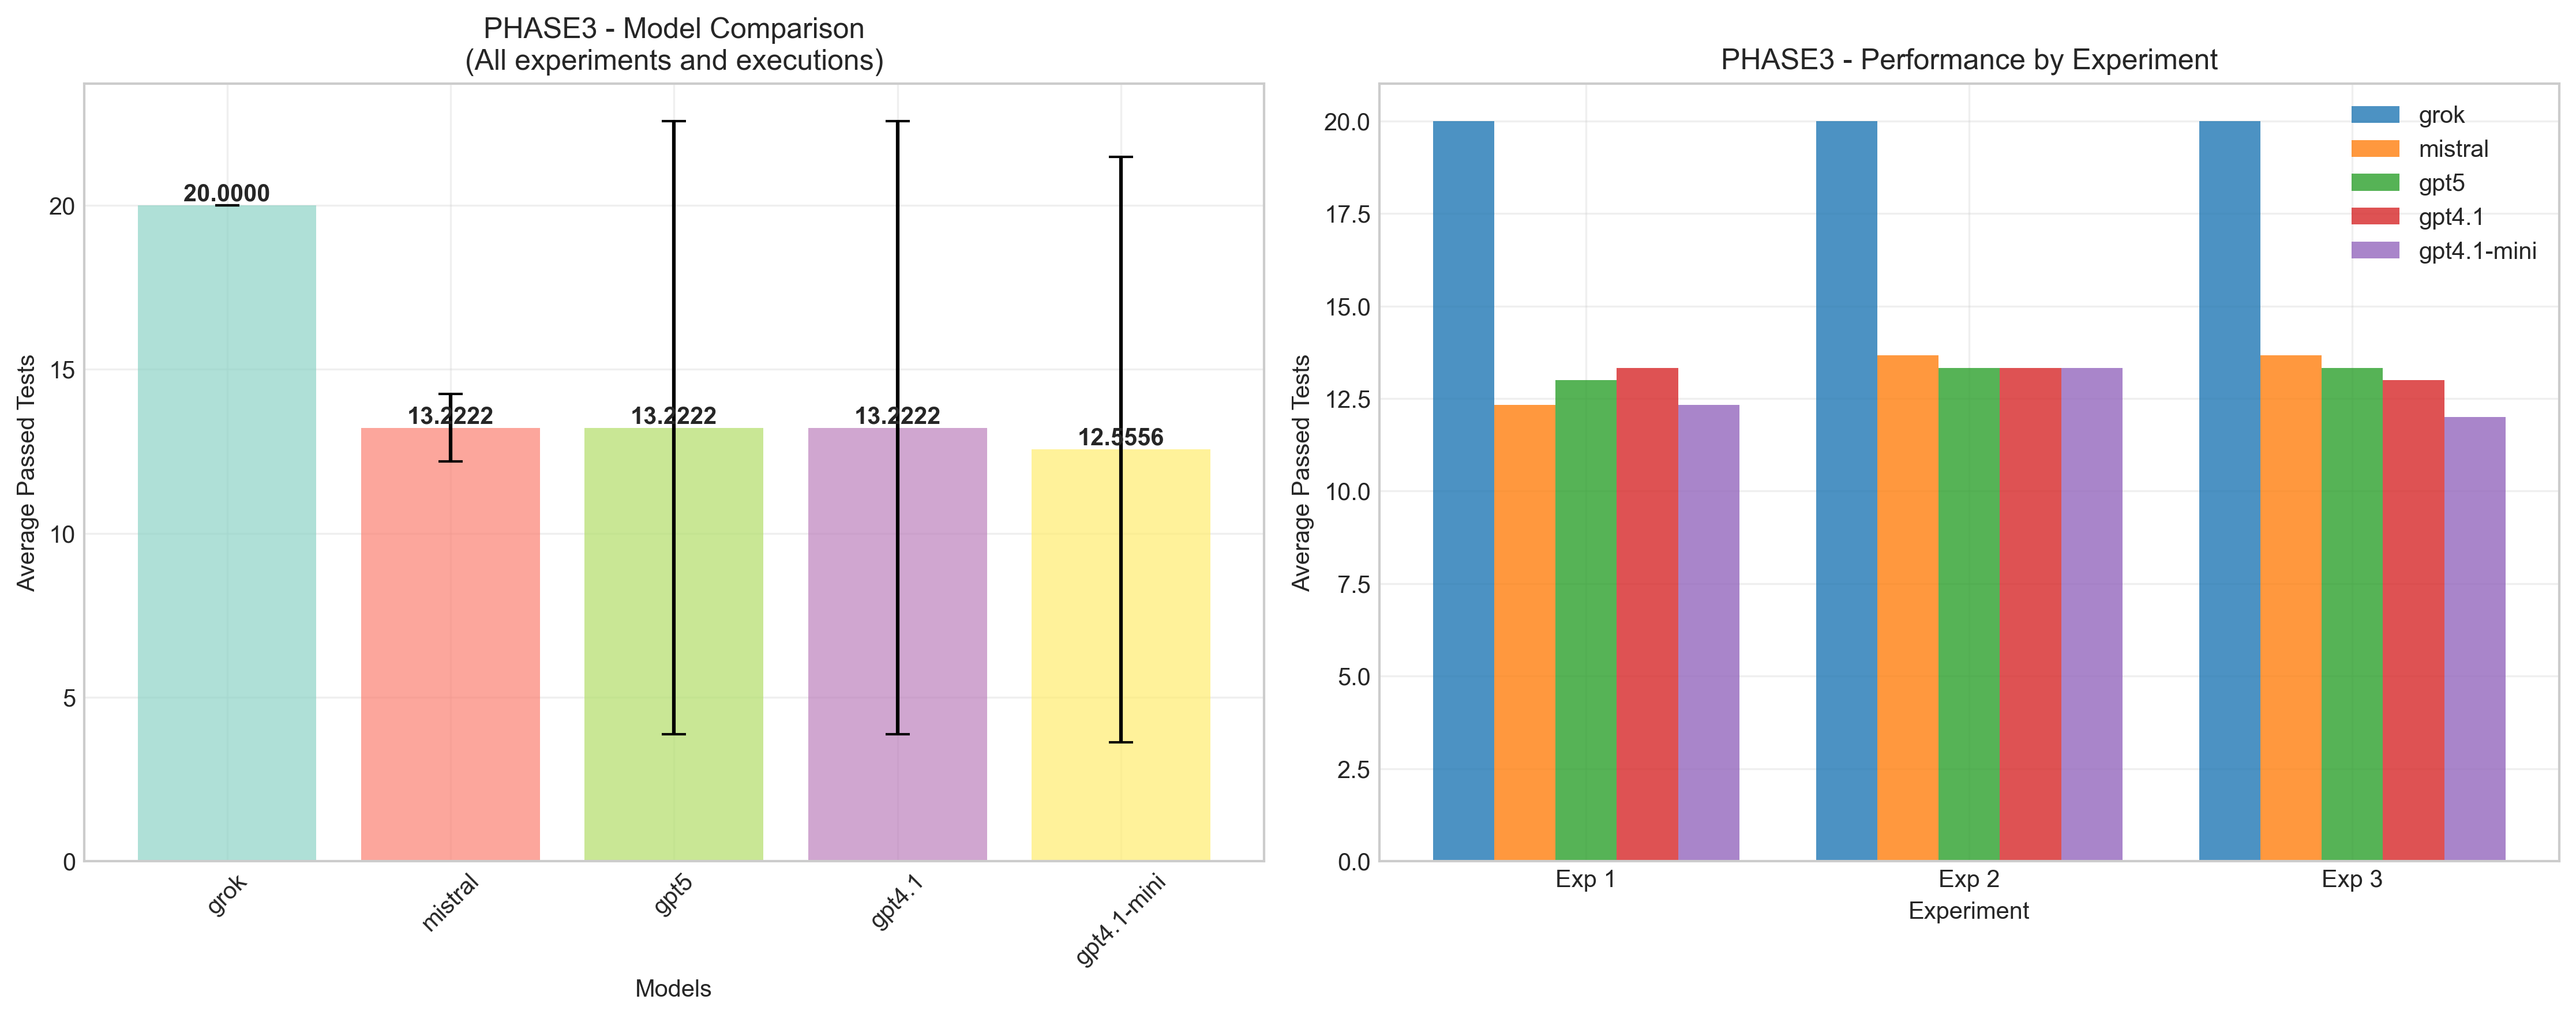 PHASE3 - Model Comparison
(All experiments and executions)
Average Passed Tests
20
15
10
5
0
20.0000
13.2222
13.2222
13.2222
12.5556
grok
mistral
gpt5
gpt4.1
gpt4.1-mini
Models
PHASE3 - Performance by Experiment
Average Passed Tests
20.0
17.5
15.0
12.5
10.0
7.5
5.0
2.5
0.0
grok
mistral
gpt5
gpt4.1
gpt4.1-mini
Exp 1
Exp 2
Exp 3
Experiment